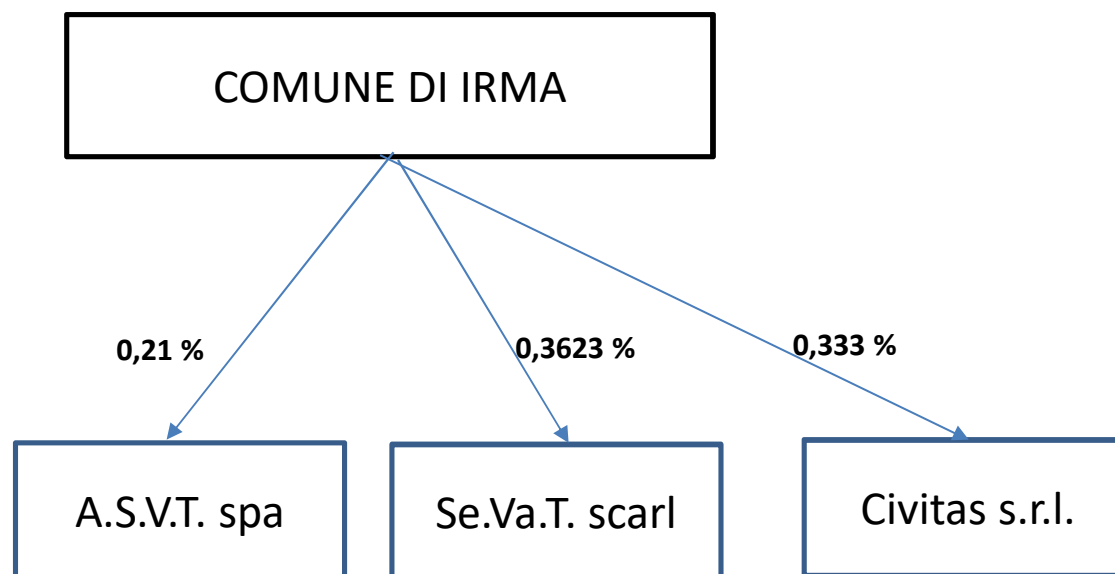 COMUNE DI IRMA
0,21 %
0,3623 %
0,333 %
A.S.V.T. spa
Se.Va.T. scarl
Civitas s.r.l.